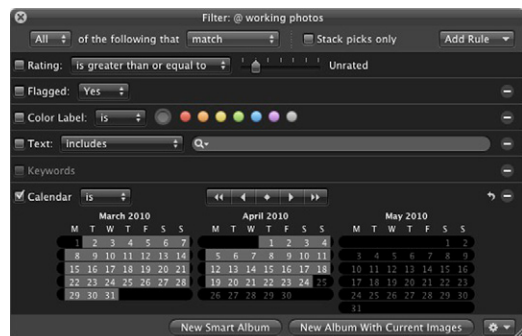 Filter: @ working photos
All of the following that match Stack picks only Add Rule
Rating: is greater than or equal to Unrated
Flagged: Yes
Color Label: is
Text: includes
Keywords
Calendar is
March 2010 April 2010 May 2010
M T W T F S S M T W T F S S M T W T F S S
1 2 3 4 5 6 7 1 2 3 4 1 2
8 9 10 11 12 13 14 5 6 7 8 9 10 11 3 4 5 6 7 8 9
15 16 17 18 19 20 21 12 13 14 15 16 17 18 10 11 12 13 14 15 16
22 23 24 25 26 27 28 19 20 21 22 23 24 25 17 18 19 20 21 22 23
29 30 31 26 27 28 29 30 24 25 26 27 28 29 30
31
New Smart Album New Album With Current Images